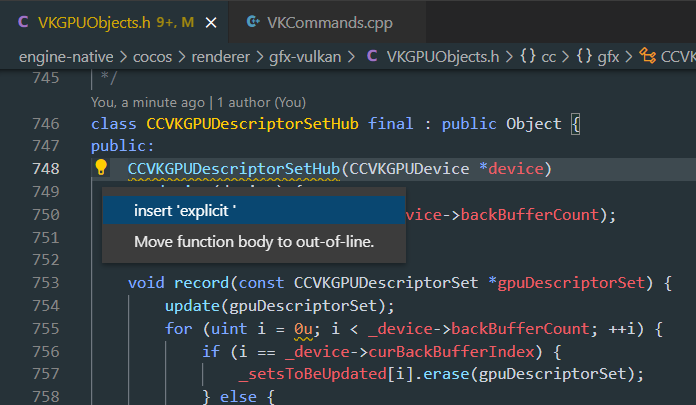 VKGPUObjects.h 9+, M VKCommands.cpp
engine-native > cocos > renderer > gfx-vulkan > VKGPUObjects.h > {} cc > {} gfx > CCVK
745 */
You, a minute ago | 1 author (You)
746 class CCVKGPUDescriptorSetHub final : public Object {
747 public:
748 CCVKGPUDescriptorSetHub(CCVKGPUDevice *device)
749
insert 'explicit '
750 vice->backBufferCount);
751
Move function body to out-of-line.
752
753 void record(const CCVKGPUDescriptorSet *gpuDescriptorSet) {
754 update(gpuDescriptorSet);
755 for (uint i = 0u; i < _device->backBufferCount; ++i) {
756 if (i == _device->curBackBufferIndex) {
757 _setsToBeUpdated[i].erase(gpuDescriptorSet);
758 } else {